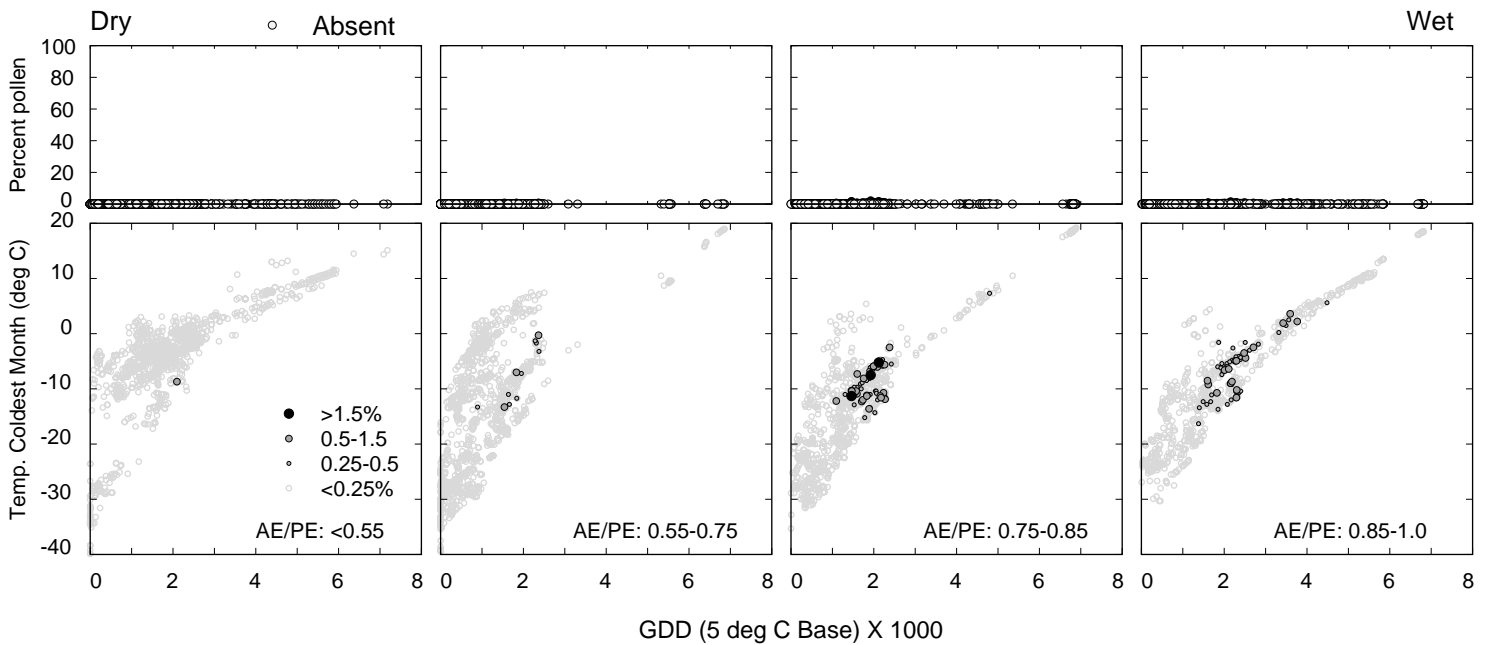 Dry
Absent
Wet
Percent pollen
100
80
60
40
20
0
Temp. Coldest Month (deg C)
20
10
0
-10
-20
-30
-40
>1.5%
0.5-1.5
0.25-0.5
<0.25%
AE/PE: <0.55
AE/PE: 0.55-0.75
AE/PE: 0.75-0.85
AE/PE: 0.85-1.0
0 2 4 6 8 0 2 4 6 8 0 2 4 6 8 0 2 4 6 8
GDD (5 deg C Base) X 1000